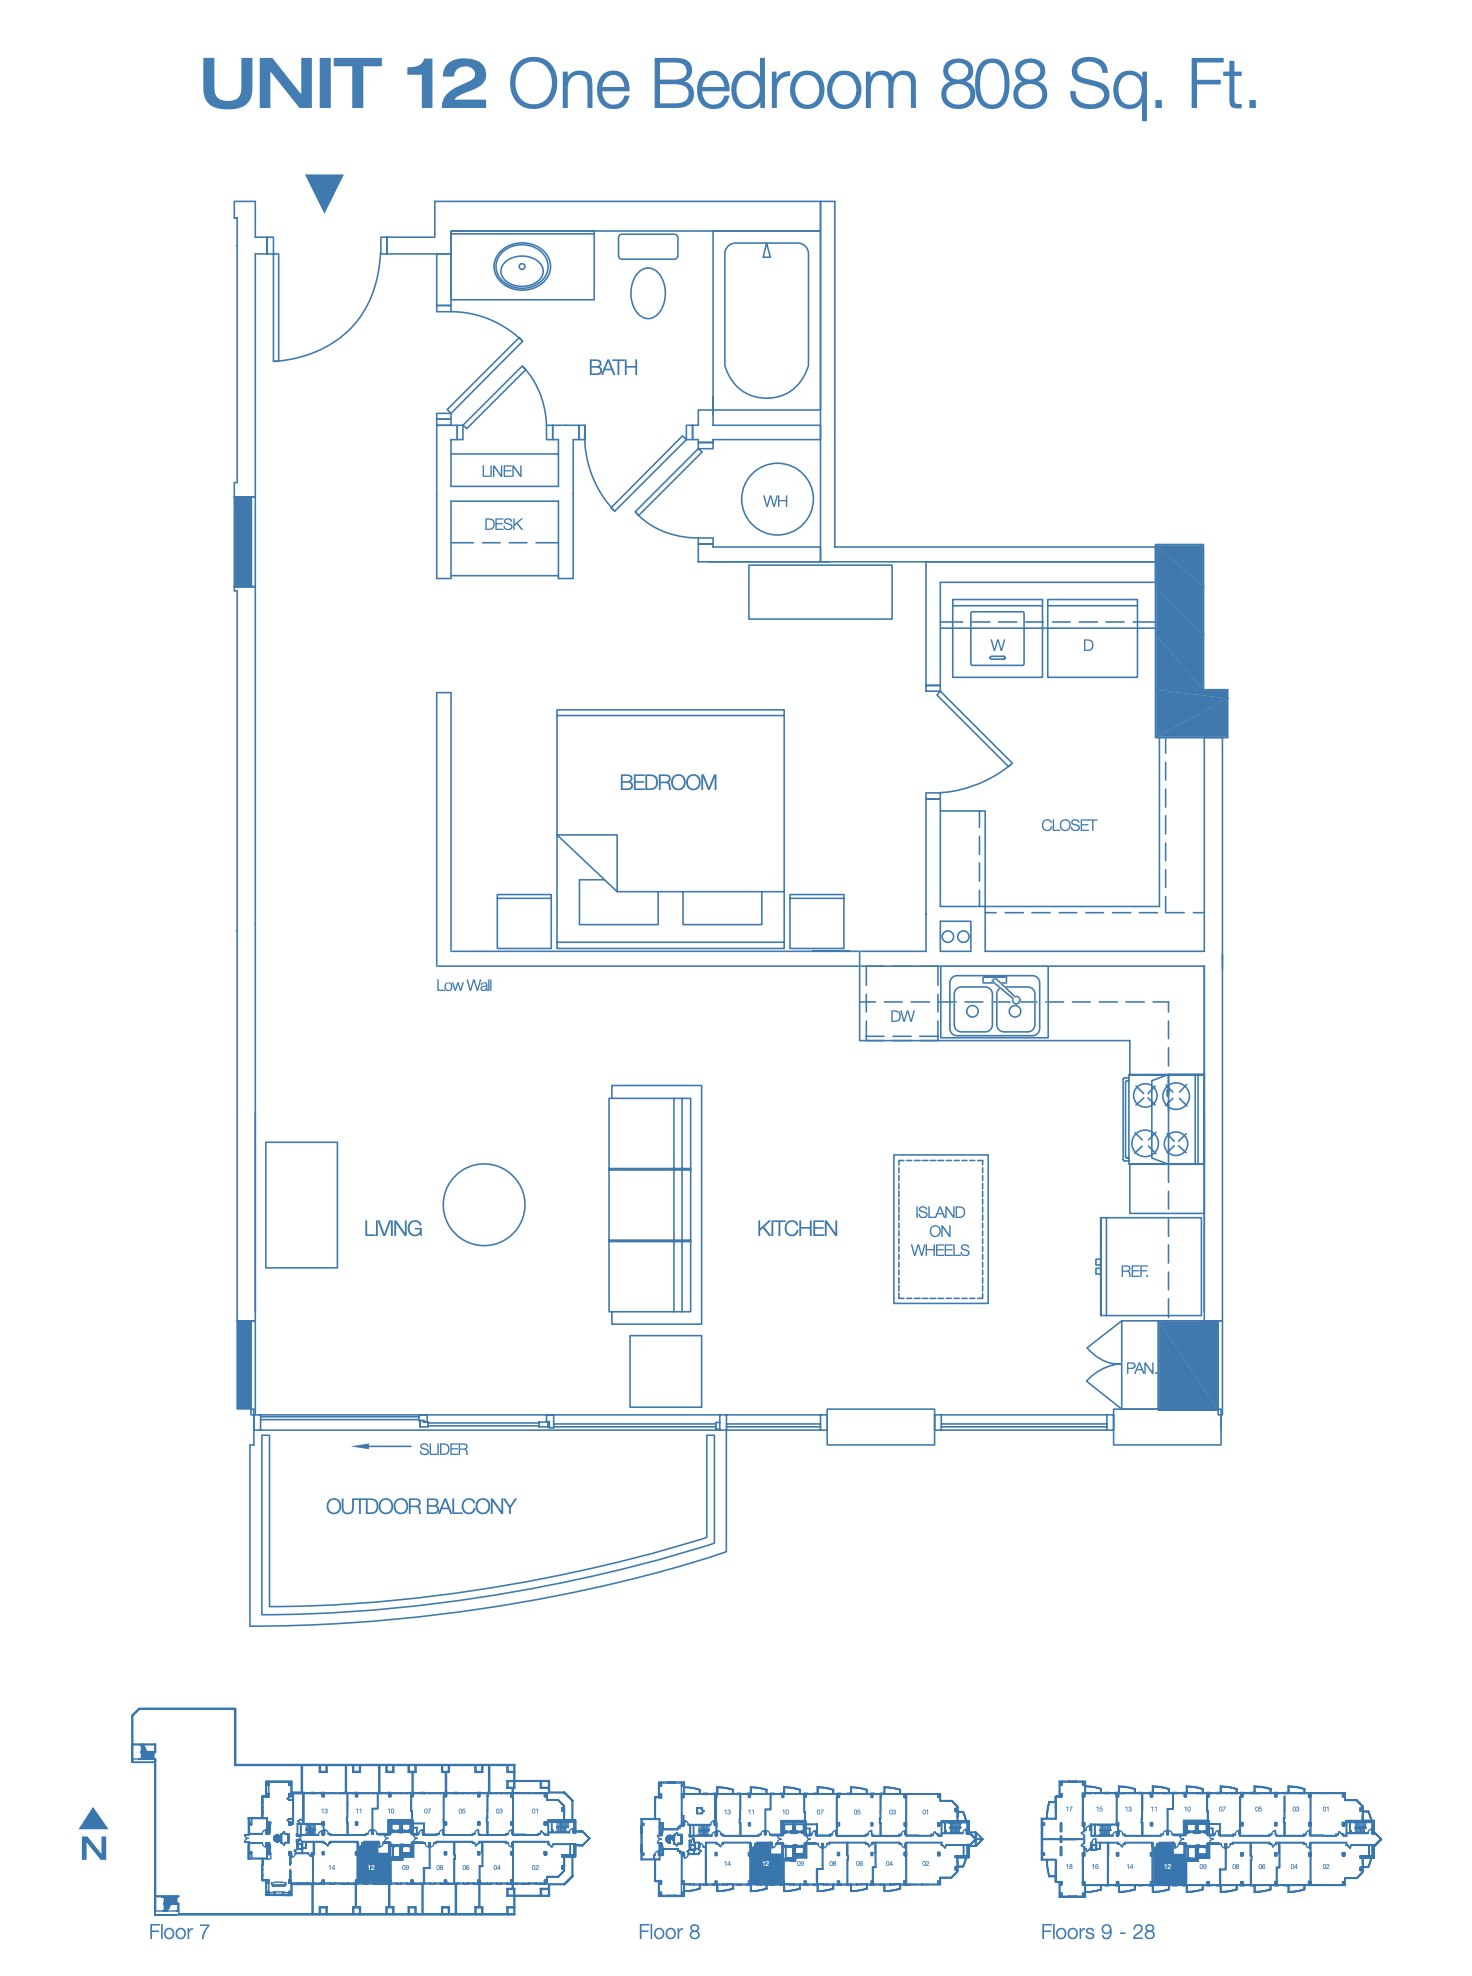 UNIT 12 One Bedroom 808 Sq. Ft.
BATH
LINEN
WH
DESK
W
D
BEDROOM
CLOSET
Low Wall
DW
ISLAND
ON
WHEELS
LIVING
KITCHEN
REF.
PAN.
SLIDER
OUTDOOR BALCONY
N
13 11 10 07 05 03 01
14 12 09 08 06 04 02
Floor 7
13 11 10 07 05 03 01
14 12 09 08 06 04 02
Floor 8
17 15 13 11 10 07 05 03 01
18 16 14 12 09 08 06 04 02
Floors 9 - 28